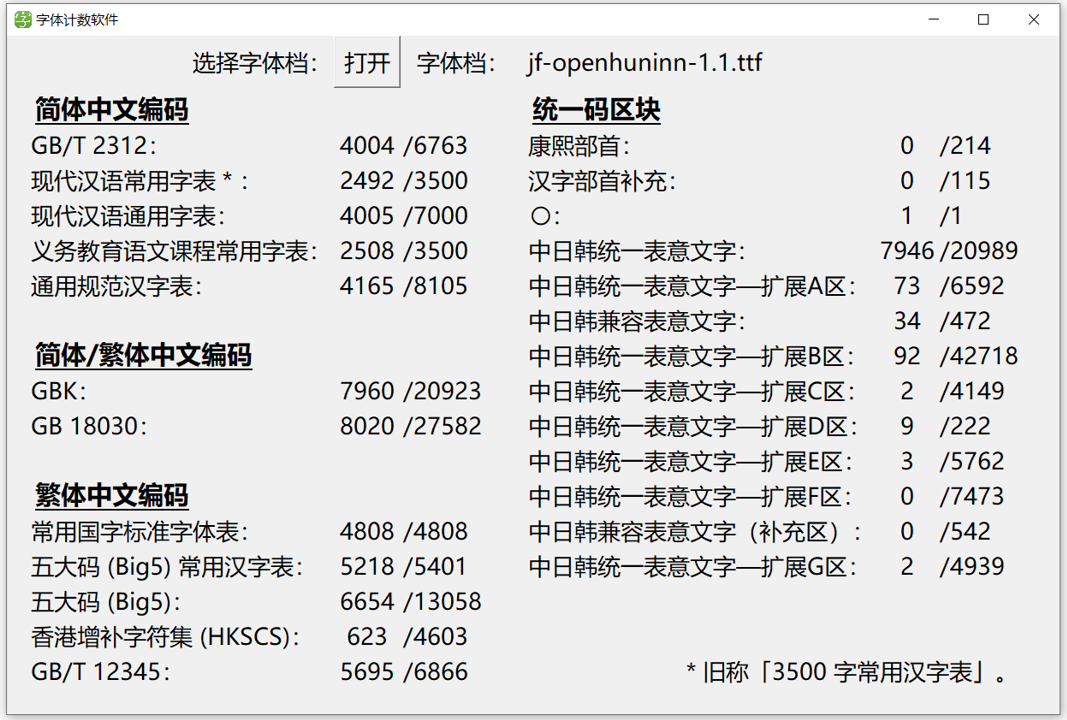 字体计数软件
选择字体档： 打开 字体档： jf-openhuninn-1.1.ttf
简体中文编码
GB/T 2312： 4004 /6763
现代汉语常用字表 * ： 2492 /3500
现代汉语通用字表： 4005 /7000
义务教育语文课程常用字表： 2508 /3500
通用规范汉字表： 4165 /8105
简体/繁体中文编码
GBK： 7960 /20923
GB 18030： 8020 /27582
繁体中文编码
常用国字标准字体表： 4808 /4808
五大码 (Big5) 常用汉字表： 5218 /5401
五大码 (Big5)： 6654 /13058
香港增补字符集 (HKSCS)： 623 /4603
GB/T 12345： 5695 /6866
统一码区块
康熙部首： 0 /214
汉字部首补充： 0 /115
〇： 1 /1
中日韩统一表意文字： 7946 /20989
中日韩统一表意文字—扩展A区： 73 /6592
中日韩兼容表意文字： 34 /472
中日韩统一表意文字—扩展B区： 92 /42718
中日韩统一表意文字—扩展C区： 2 /4149
中日韩统一表意文字—扩展D区： 9 /222
中日韩统一表意文字—扩展E区： 3 /5762
中日韩统一表意文字—扩展F区： 0 /7473
中日韩兼容表意文字（补充区）： 0 /542
中日韩统一表意文字—扩展G区： 2 /4939
* 旧称「3500 字常用汉字表」。